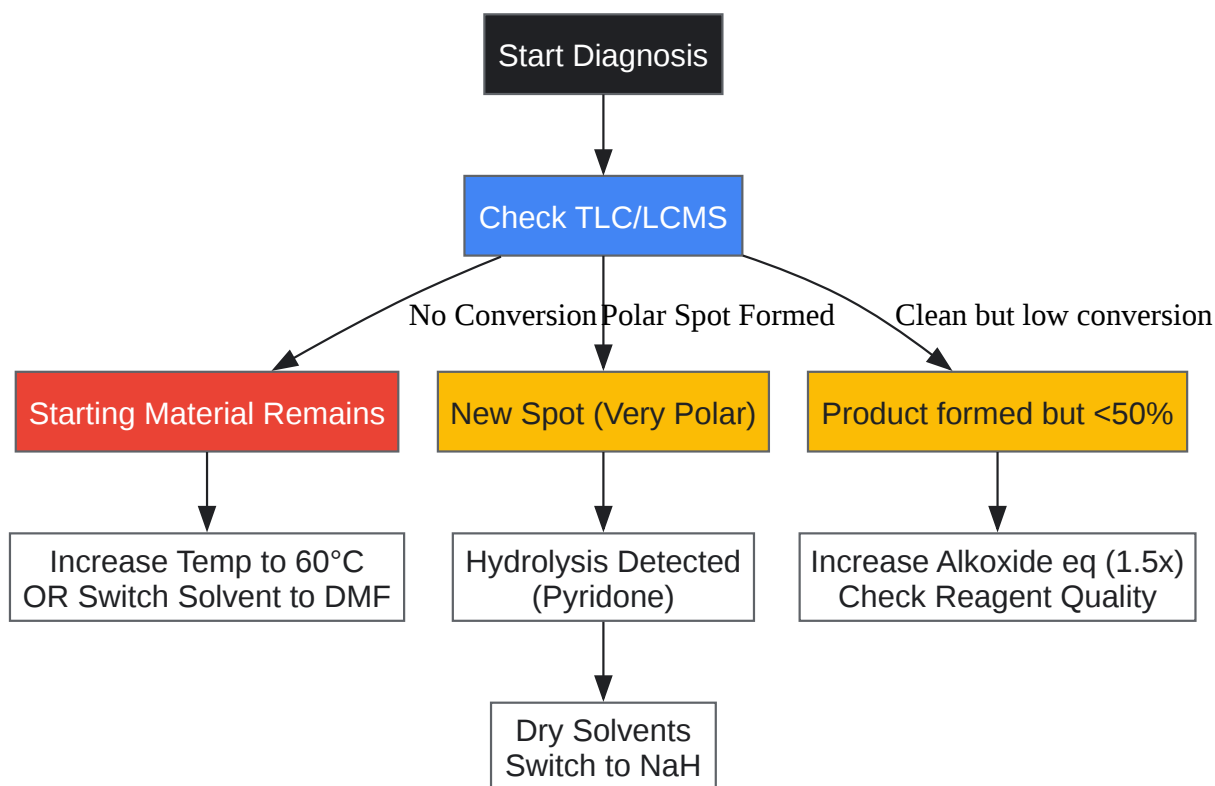 Start Diagnosis
Check TLC/LCMS
No Conversion
Polar Spot Formed
Clean but low conversion
Starting Material Remains
New Spot (Very Polar)
Product formed but <50%
Increase Temp to 60°C
OR Switch Solvent to DMF
Hydrolysis Detected
(Pyridone)
Increase Alkoxide eq (1.5x)
Check Reagent Quality
Dry Solvents
Switch to NaH